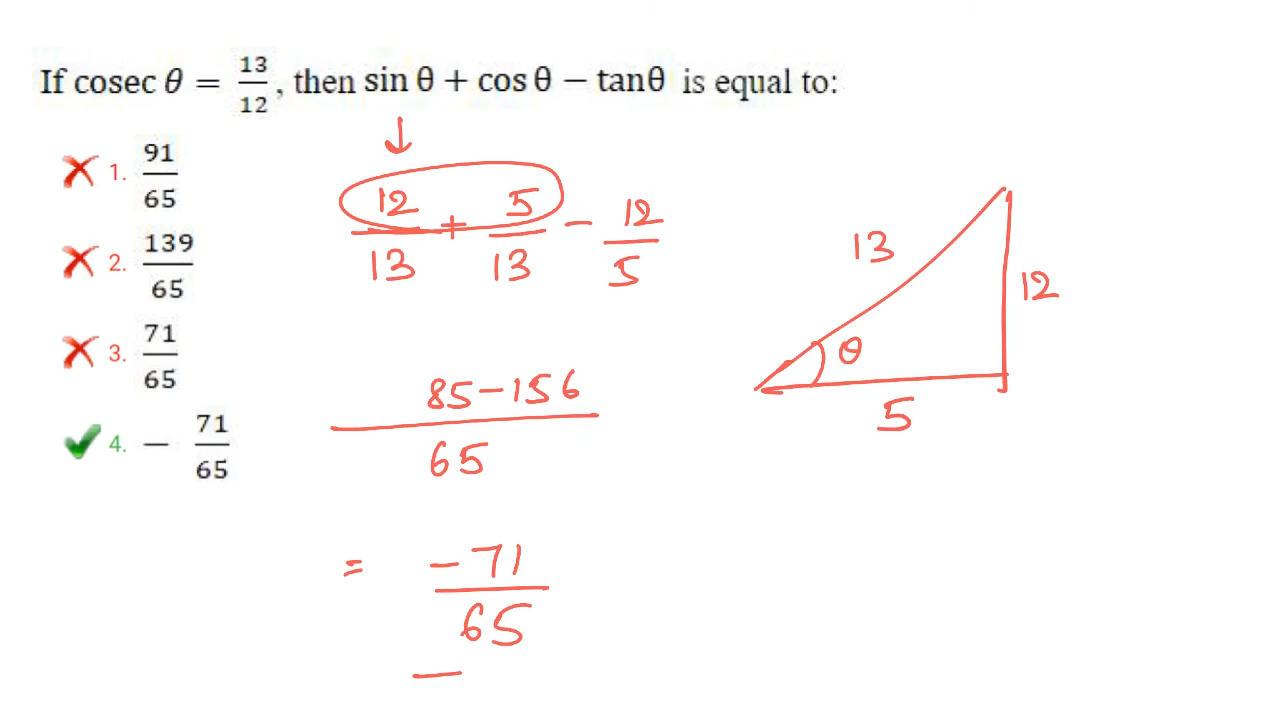 If cosec θ = 13/12, then sin θ + cos θ − tanθ is equal to:
1. 91/65
2. 139/65
3. 71/65
4. − 71/65
12/13 + 5/13 − 12/5
85−156/65
= −71/65
13
12
θ
5